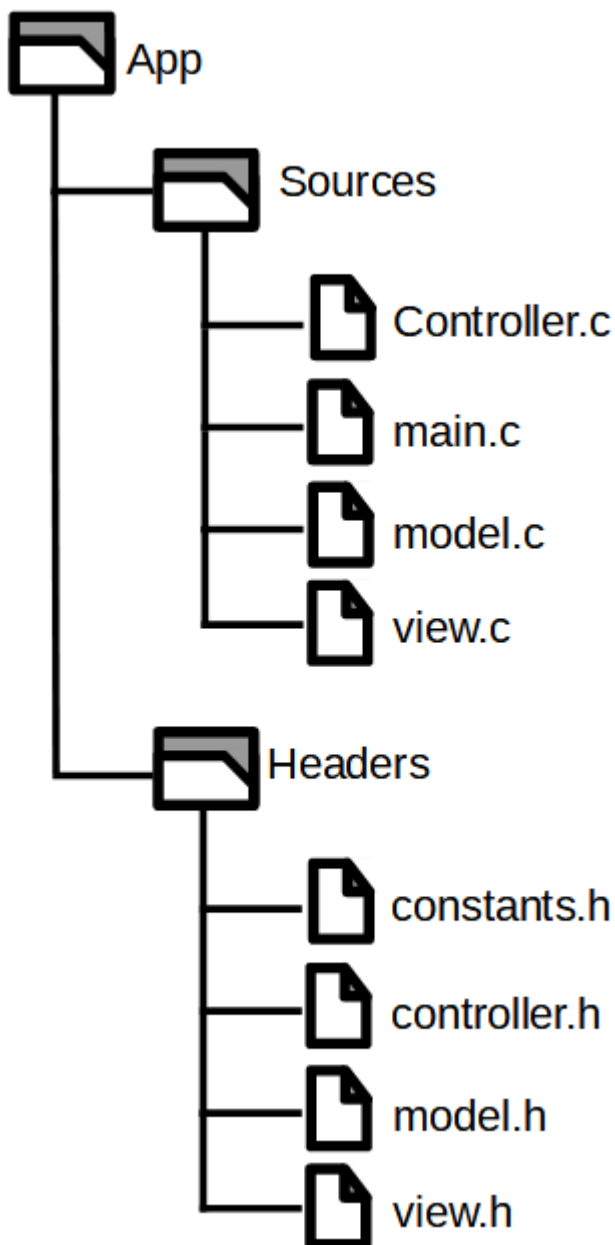 App
Sources
Controller.c
main.c
model.c
view.c
Headers
constants.h
controller.h
model.h
view.h